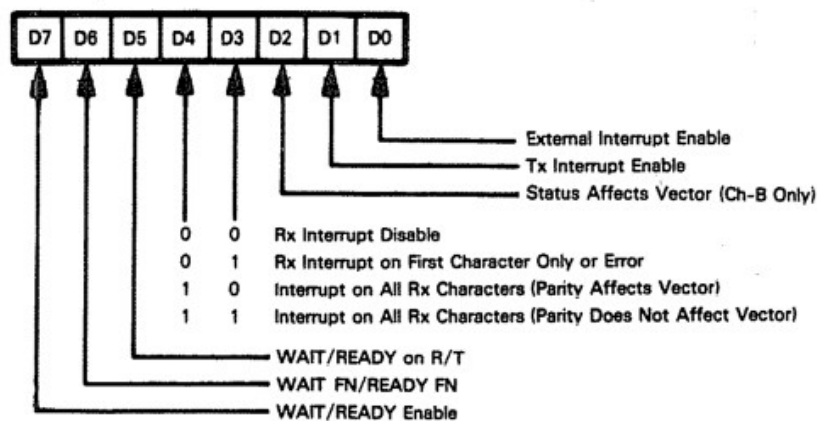 D7 D6 D5 D4 D3 D2 D1 D0
External Interrupt Enable
Tx Interrupt Enable
Status Affects Vector (Ch-B Only)
0 0 Rx Interrupt Disable
0 1 Rx Interrupt on First Character Only or Error
1 0 Interrupt on All Rx Characters (Parity Affects Vector)
1 1 Interrupt on All Rx Characters (Parity Does Not Affect Vector)
WAIT/READY on R/T
WAIT FN/READY FN
WAIT/READY Enable